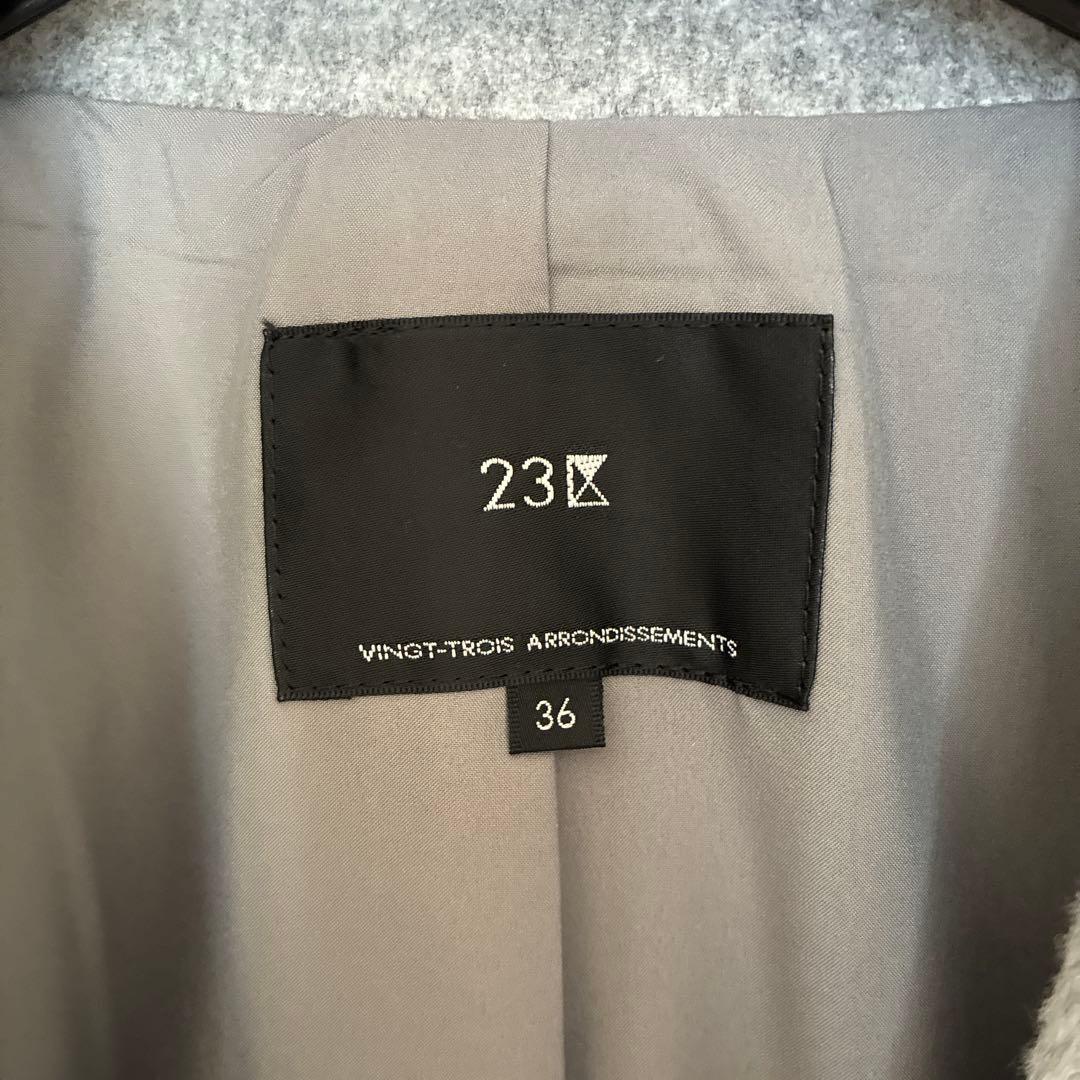 23区
VINGT-TROIS ARRONDISSEMENTS
36